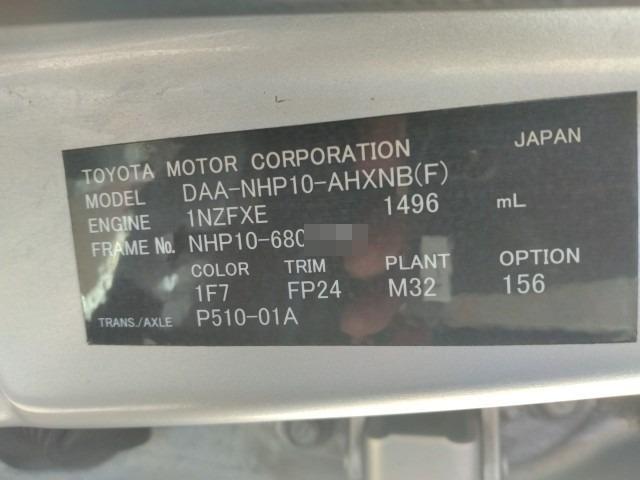 JAPAN
TOYOTA MOTOR CORPORATION
MODEL DAA-NHP10-AHXNB(F)
ENGINE 1NZFXE 1496 mL
FRAME No. NHP10-680
COLOR TRIM PLANT OPTION
1F7 FP24 M32 156
TRANS./AXLE P510-01A